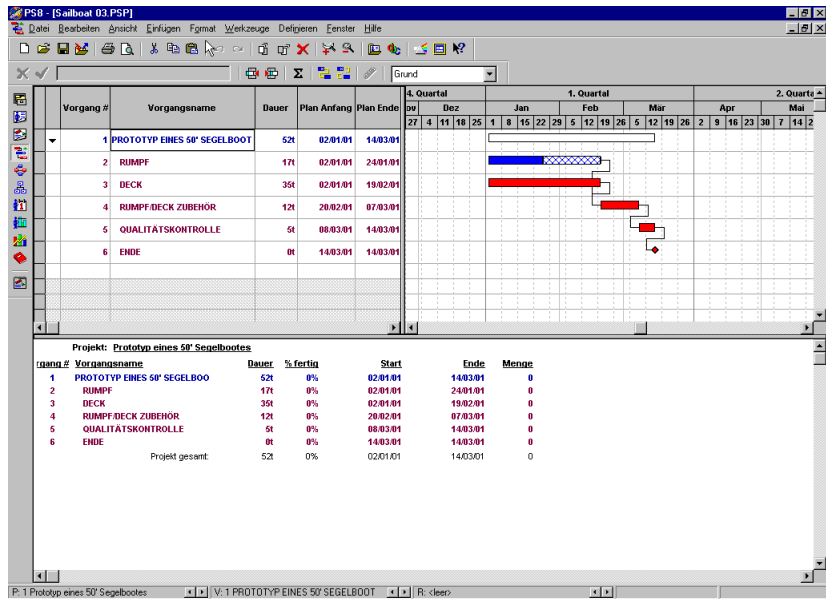 PS8 - [Sailboat 03.PSP]
Datei Bearbeiten Ansicht Einfügen Format Werkzeuge Definieren Fenster Hilfe
Grund
Vorgang # Vorgangsname Dauer Plan Anfang Plan Ende
4. Quartal 1. Quartal 2. Quarta
ov Dez Jan Feb Mär Apr Mai
27 4 11 18 25 1 8 15 22 29 5 12 19 26 5 12 19 26 2 9 16 23 30 7 14 2
1 PROTOTYP EINES 50' SEGELBOOT 52t 02/01/01 14/03/01
2 RUMPF 17t 02/01/01 24/01/01
3 DECK 35t 02/01/01 19/02/01
4 RUMPF/DECK ZUBEHÖR 12t 20/02/01 07/03/01
5 QUALITÄTSKONTROLLE 5t 08/03/01 14/03/01
6 ENDE 0t 14/03/01 14/03/01
Projekt: Prototyp eines 50' Segelbootes
rgang # Vorgangsname Dauer % fertig Start Ende Menge
1 PROTOTYP EINES 50' SEGELBOO 52t 0% 02/01/01 14/03/01 0
2 RUMPF 17t 0% 02/01/01 24/01/01 0
3 DECK 35t 0% 02/01/01 19/02/01 0
4 RUMPF/DECK ZUBEHÖR 12t 0% 20/02/01 07/03/01 0
5 QUALITÄTSKONTROLLE 5t 0% 08/03/01 14/03/01 0
6 ENDE 0t 0% 14/03/01 14/03/01 0
Projekt gesamt: 52t 0% 02/01/01 14/03/01 0
P: 1 Prototyp eines 50' Segelbootes V: 1 PROTOTYP EINES 50' SEGELBOOT R: <leer>